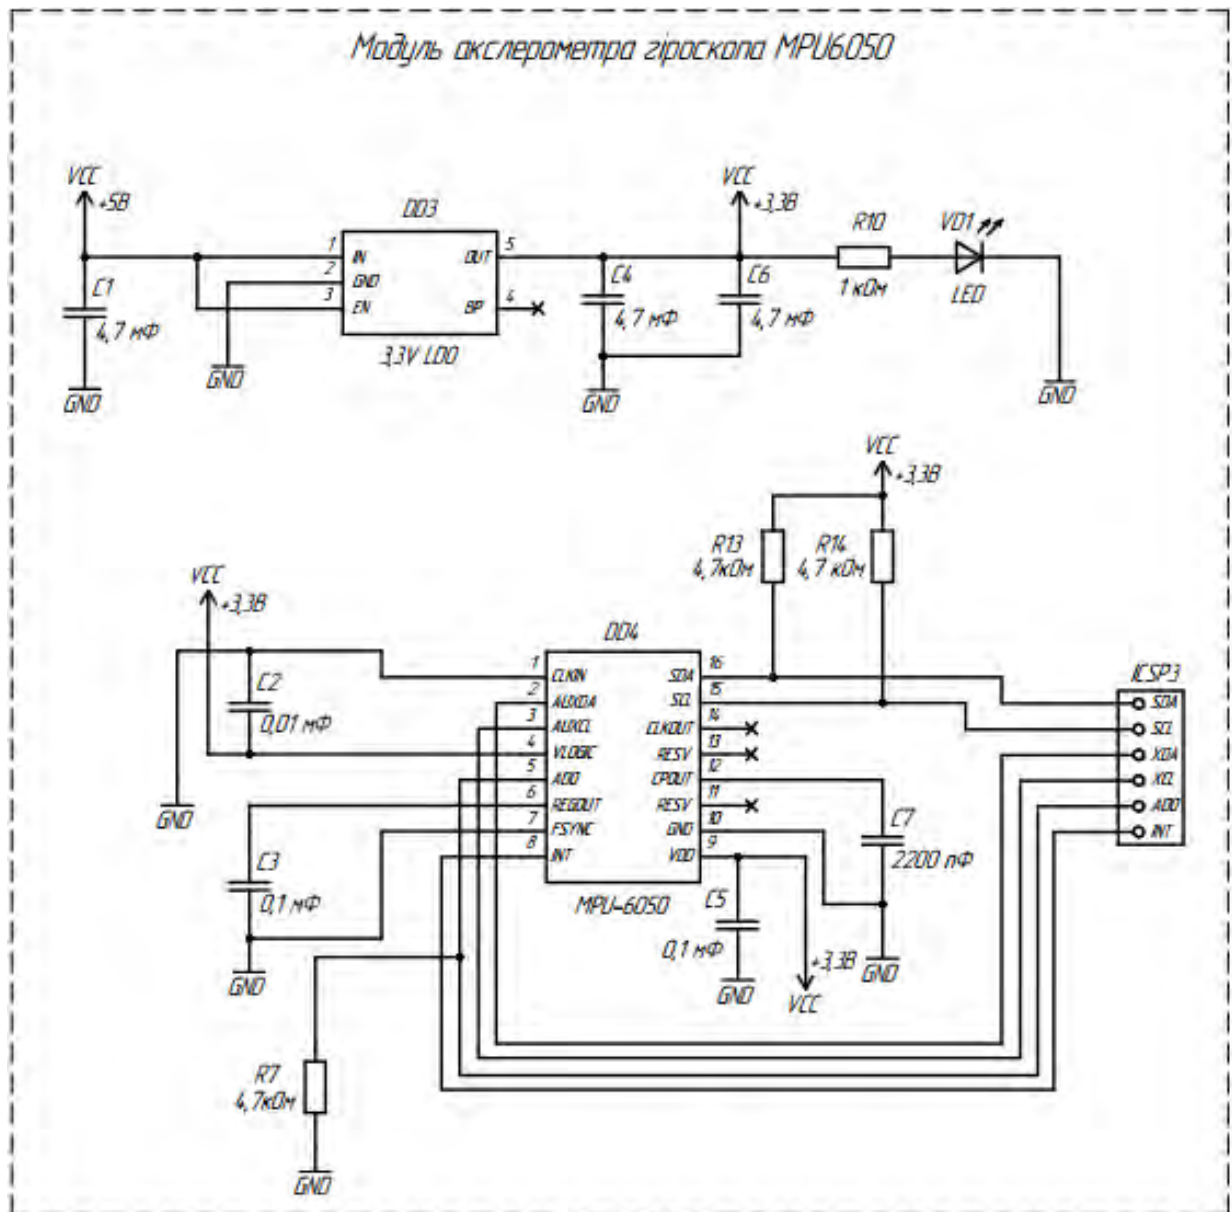 Модуль акслерометра гіроскопа MPU6050
VCC
+5В
C1
4,7 мФ
GND
GND
DD3
1
IN
2
GND
3
EN
OUT
5
BP
4
3,3V LDO
C4
4,7 мФ
GND
VCC
+3,3В
C6
4,7 мФ
R10
1 кОм
VD1
LED
GND
VCC
+3,3В
R13
4,7кОм
R14
4,7 кОм
VCC
+3,3В
C2
0,01 мФ
GND
C3
0,1 мФ
GND
R7
4,7кОм
GND
DD4
1 CLKIN
2 AUXDA
3 AUXCL
4 VLOGIC
5 AD0
6 REGOUT
7 FSYNC
8 INT
SDA 16
SCL 15
CLKOUT 14
RESV 13
CPOUT 12
RESV 11
GND 10
VDD 9
MPU-6050
C5
0,1 мФ
GND
+3,3В
VCC
C7
2200 пФ
GND
ICSP3
SDA
SCL
XDA
XCL
AD0
INT